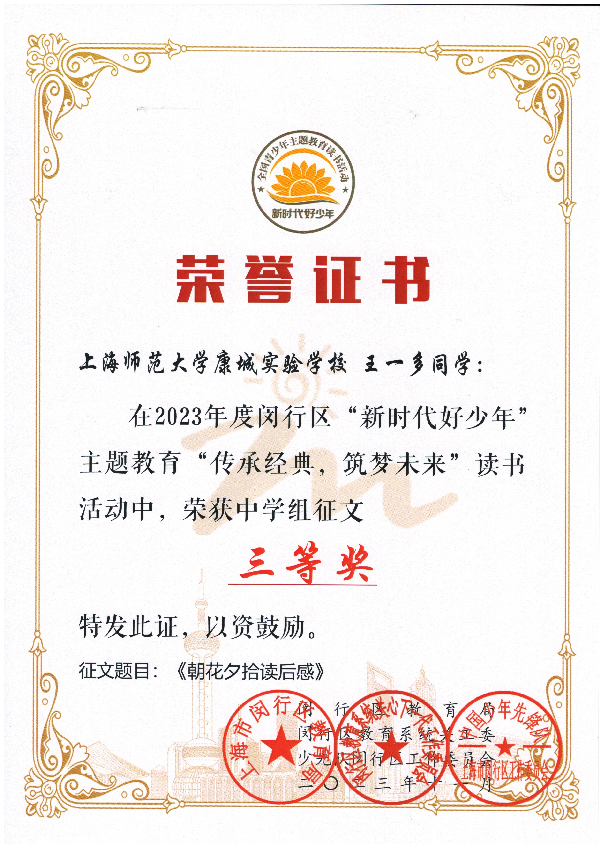 全国青少年主题教育读书活动
新时代好少年
荣誉证书
上海师范大学康城实验学校 王一多同学：
在2023年度闵行区“新时代好少年”
主题教育“传承经典，筑梦未来”读书
活动中，荣获中学组征文
三等奖
特发此证，以资鼓励。
征文题目：《朝花夕拾读后感》
闵行区教育局
闵行区教育系统关工委
少先队闵行区工作委员会
二〇二三年十一月
上海市闵行区教育局
上海市闵行区工作委员会